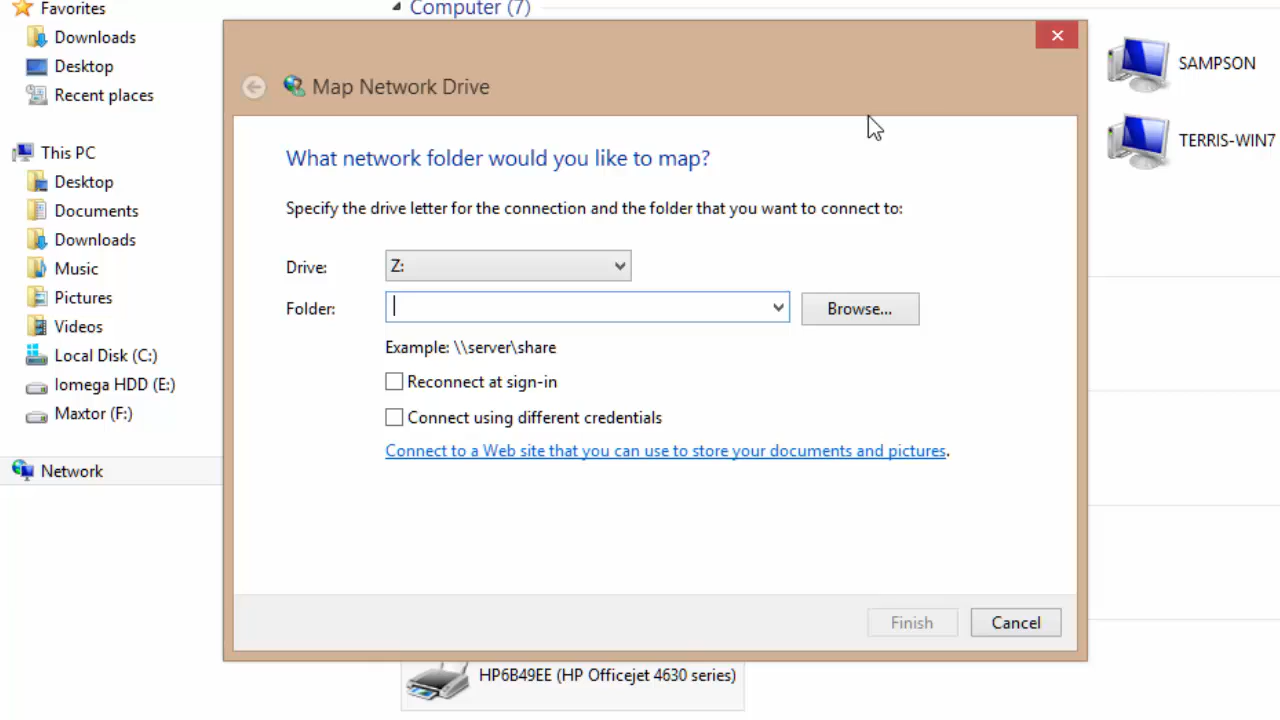 Favorites
Downloads
Desktop
Recent places
This PC
Desktop
Documents
Downloads
Music
Pictures
Videos
Local Disk (C:)
Iomega HDD (E:)
Maxtor (F:)
Network
Computer (7)
Map Network Drive
What network folder would you like to map?
Specify the drive letter for the connection and the folder that you want to connect to:
Drive: Z:
Folder: Browse...
Example: \\server\share
Reconnect at sign-in
Connect using different credentials
Connect to a Web site that you can use to store your documents and pictures.
Finish Cancel
SAMPSON
TERRIS-WIN7
HP6B49EE (HP Officejet 4630 series)